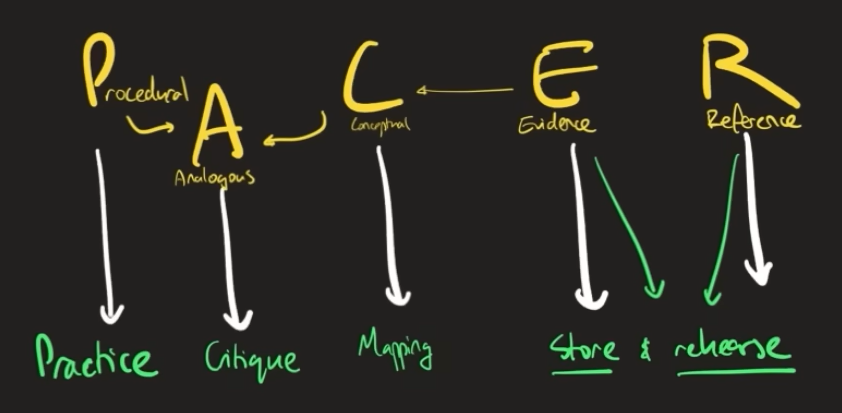 Procedural
Analogous
Conceptual
Evidence
Reference
Practice
Critique
Mapping
Store & rehearse